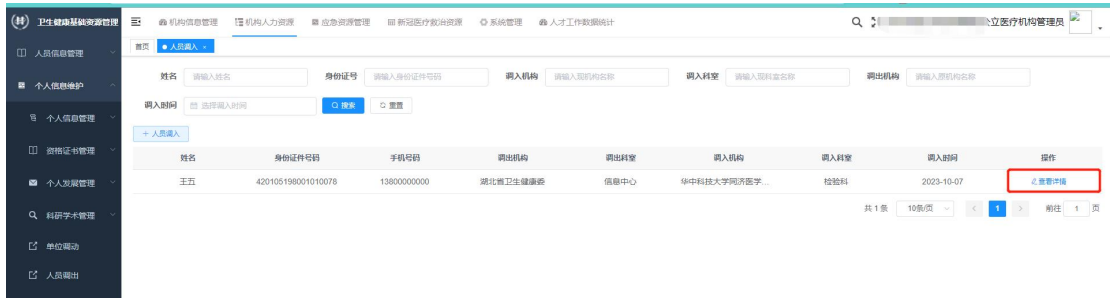 卫生健康基础资源管理
机构信息管理 机构人力资源 应急资源管理 新冠医疗救治资源 系统管理 人才工作数据统计
立医疗机构管理员
人员信息管理
首页 人员调入 ×
个人信息维护
姓名 请输入姓名 身份证号 请输入身份证件号码 调入机构 请输入现机构名称 调入科室 请输入现科室名称 调出机构 请输入原机构名称
调入时间 选择调入时间 搜索 重置
个人信息管理
+ 人员调入
资格证书管理
姓名 身份证件号码 手机号码 调出机构 调出科室 调入机构 调入科室 调入时间 操作
王五 420105198001010078 13800000000 湖北省卫生健康委 信息中心 华中科技大学同济医学... 检验科 2023-10-07 查看详情
个人发展管理
共 1 条 10条/页 < 1 > 前往 1 页
科研学术管理
单位调动
人员调出